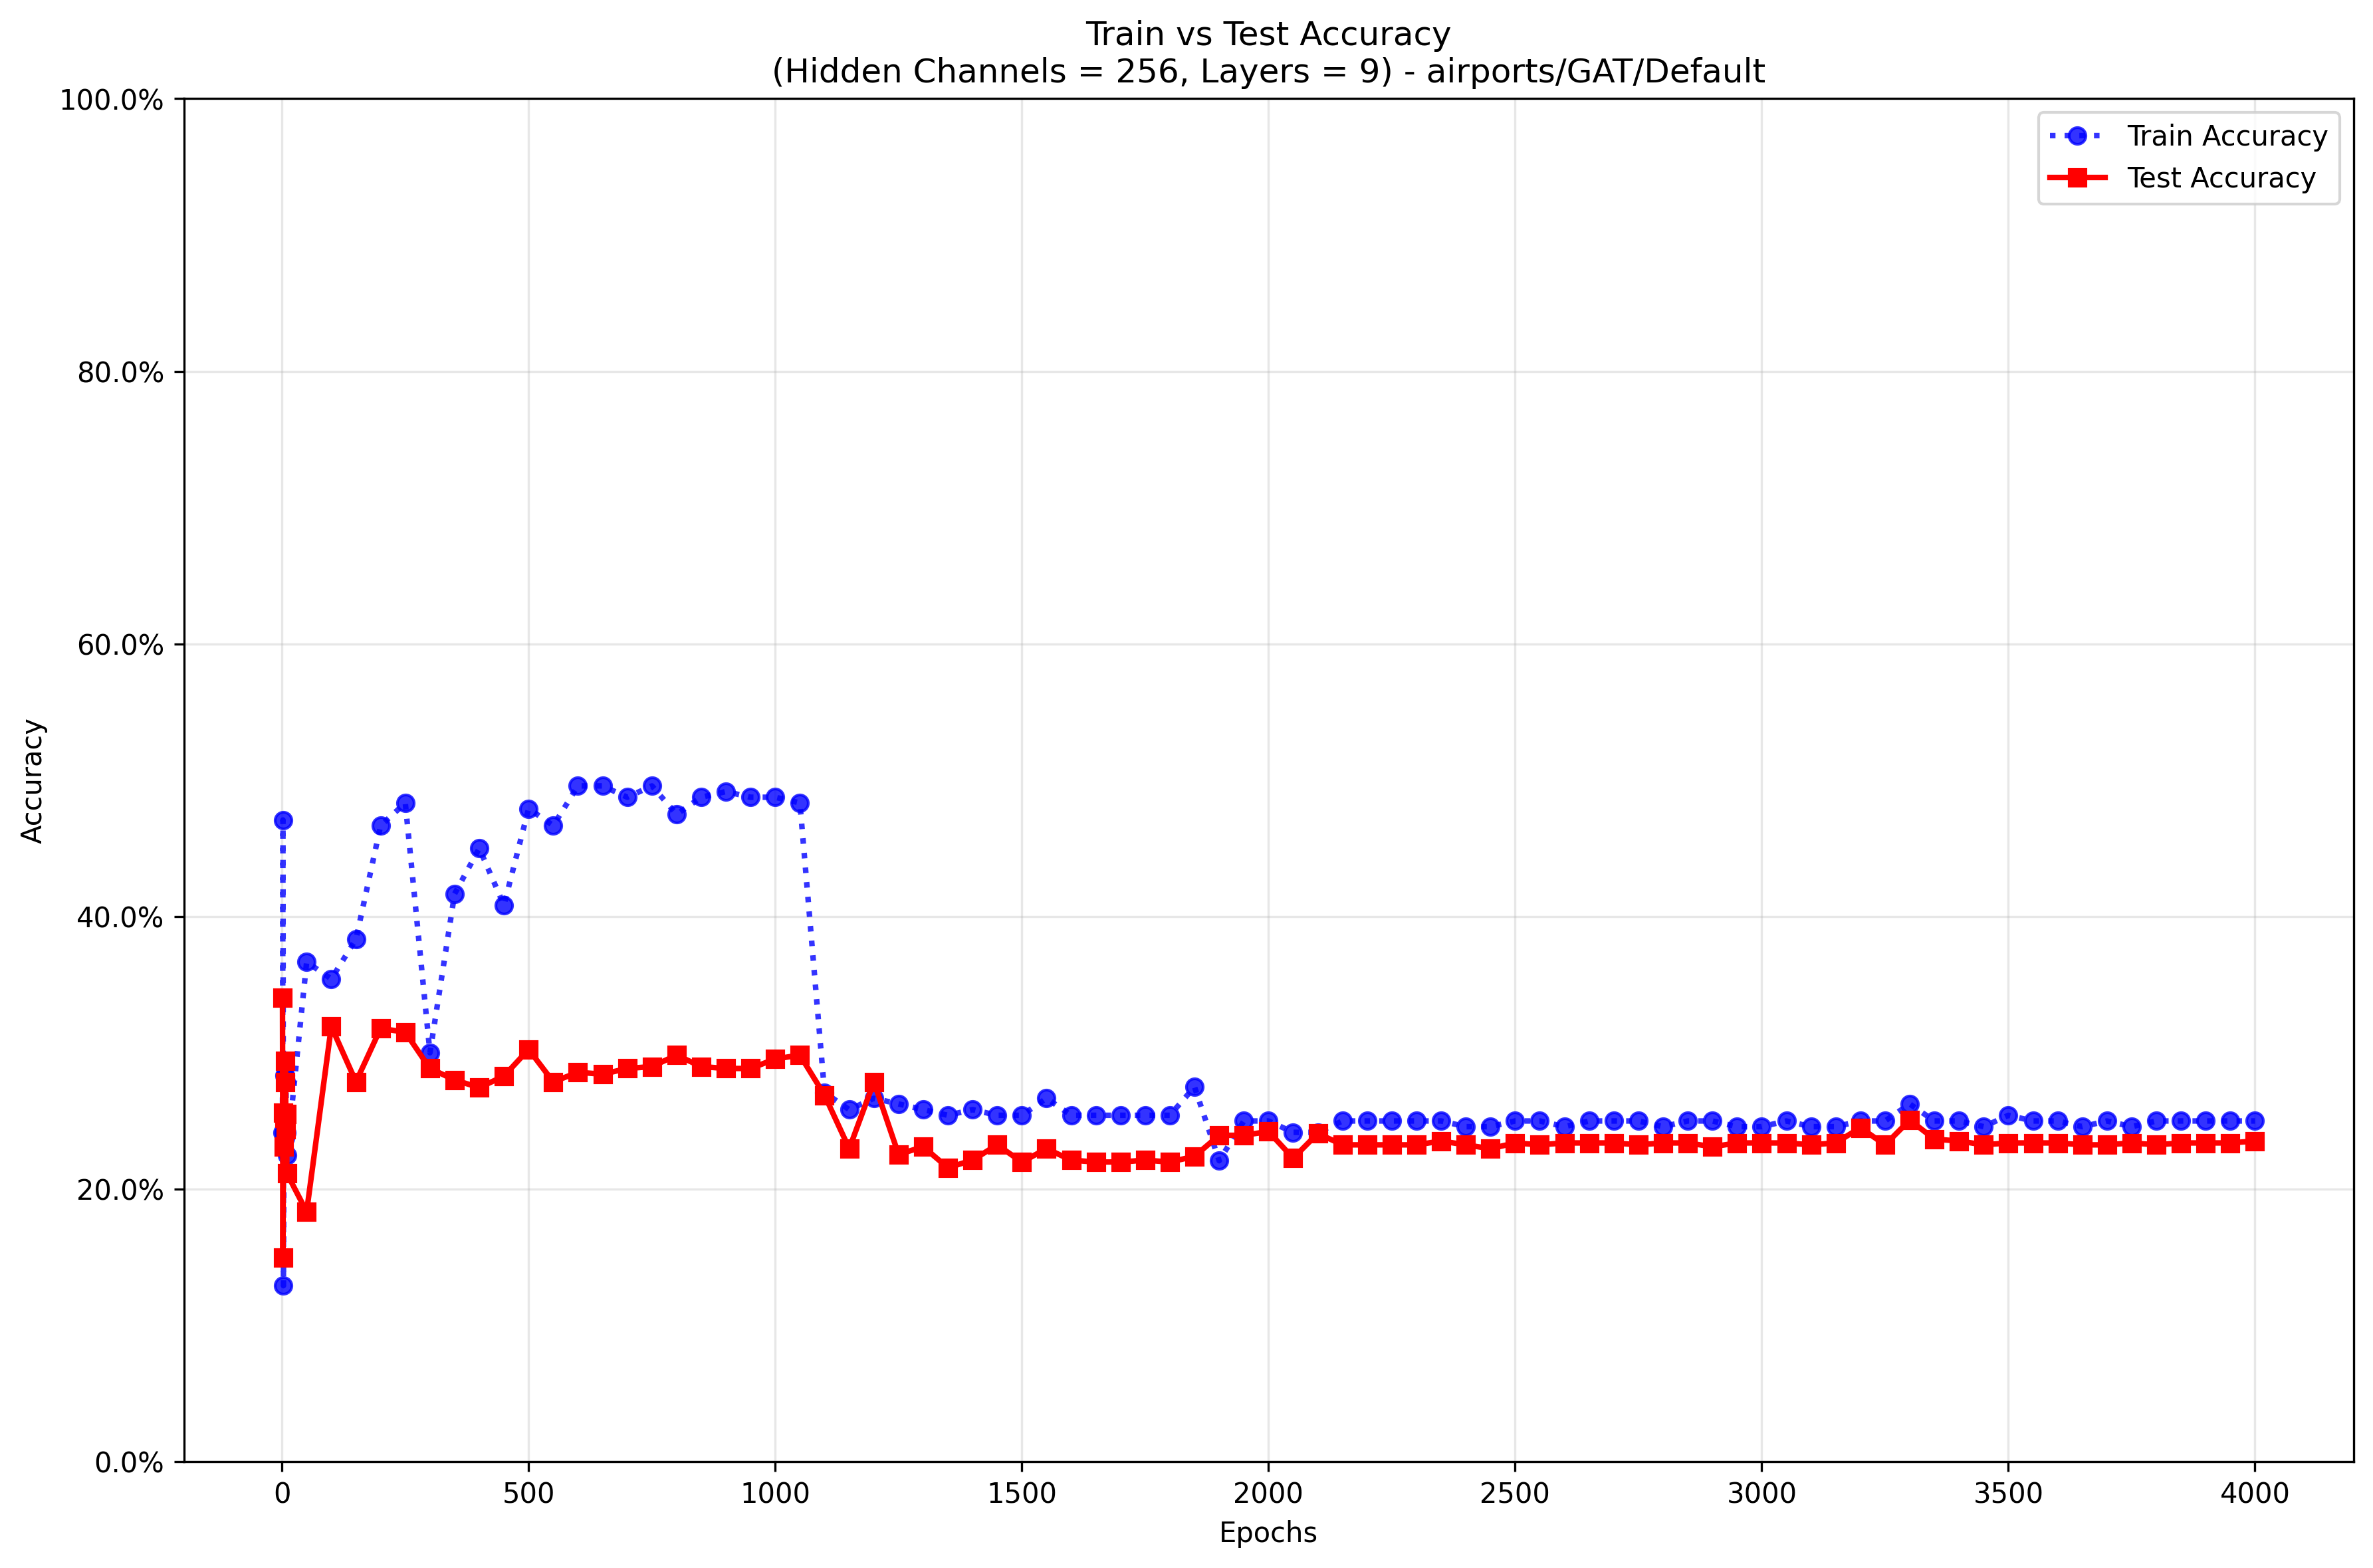 Train vs Test Accuracy
(Hidden Channels = 256, Layers = 9) - airports/GAT/Default
100.0%
80.0%
60.0%
40.0%
20.0%
0.0%
Accuracy
Train Accuracy
Test Accuracy
0
500
1000
1500
2000
2500
3000
3500
4000
Epochs